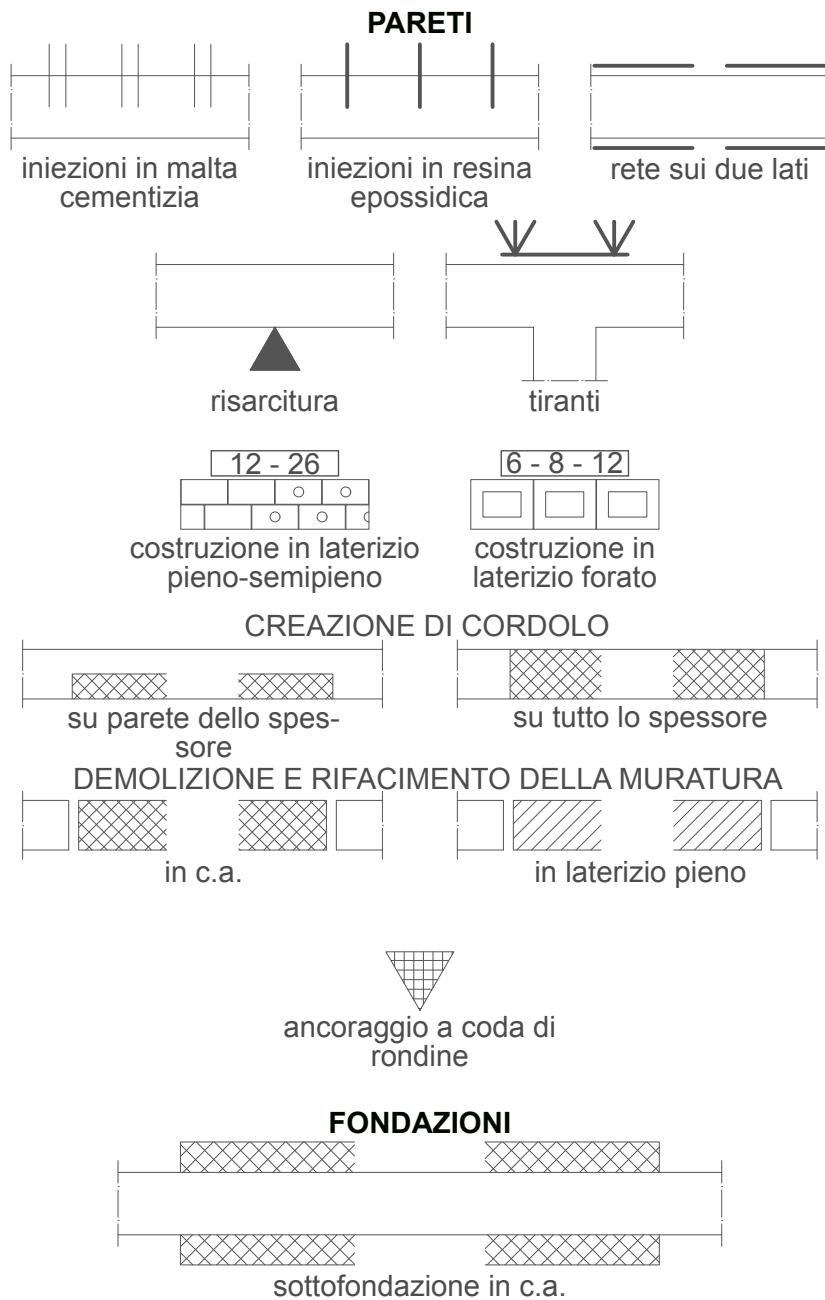 PARETI
iniezioni in malta
cementizia
iniezioni in resina
epossidica
rete sui due lati
risarcitura
tiranti
12 - 26
6 - 8 - 12
costruzione in laterizio
pieno-semipieno
costruzione in
laterizio forato
CREAZIONE DI CORDOLO
su parete dello spes-
sore
su tutto lo spessore
DEMOLIZIONE E RIFACIMENTO DELLA MURATURA
in c.a.
in laterizio pieno
ancoraggio a coda di
rondine
FONDAZIONI
sottofondazione in c.a.